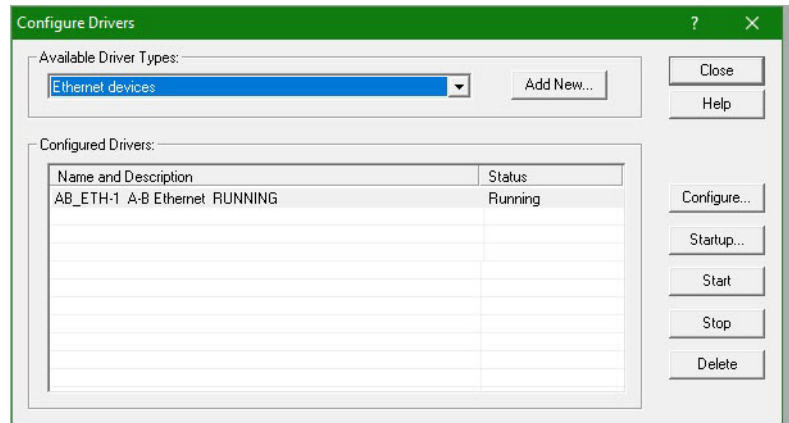 Configure Drivers
? ×
Available Driver Types:
Ethernet devices
Add New...
Close
Help
Configured Drivers:
Name and Description Status
AB_ETH-1 A-B Ethernet RUNNING Running
Configure...
Startup...
Start
Stop
Delete